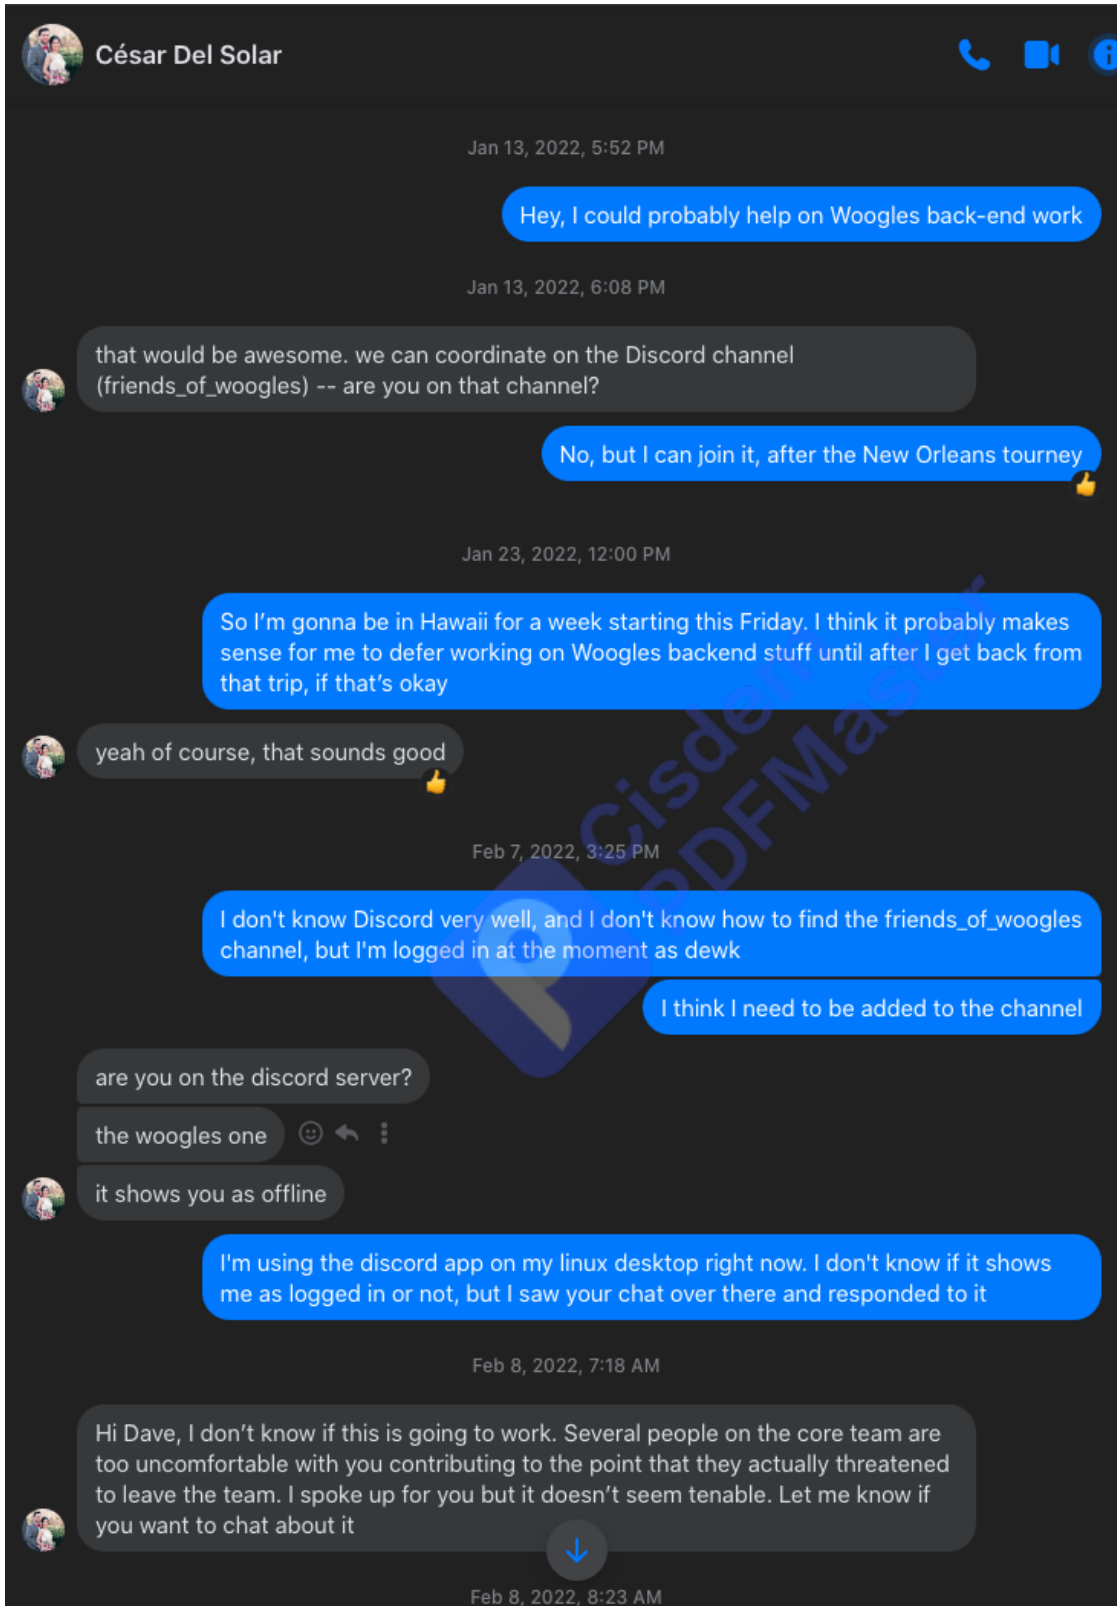 César Del Solar
Jan 13, 2022, 5:52 PM
Hey, I could probably help on Woogles back-end work
Jan 13, 2022, 6:08 PM
that would be awesome. we can coordinate on the Discord channel
(friends_of_woogles) -- are you on that channel?
No, but I can join it, after the New Orleans tourney
Jan 23, 2022, 12:00 PM
So I'm gonna be in Hawaii for a week starting this Friday. I think it probably makes
sense for me to defer working on Woogles backend stuff until after I get back from
that trip, if that's okay
yeah of course, that sounds good
Cisdem
PDFMaster
Feb 7, 2022, 3:25 PM
I don't know Discord very well, and I don't know how to find the friends_of_woogles
channel, but I'm logged in at the moment as dewk
I think I need to be added to the channel
are you on the discord server?
the woogles one
it shows you as offline
I'm using the discord app on my linux desktop right now. I don't know if it shows
me as logged in or not, but I saw your chat over there and responded to it
Feb 8, 2022, 7:18 AM
Hi Dave, I don't know if this is going to work. Several people on the core team are
too uncomfortable with you contributing to the point that they actually threatened
to leave the team. I spoke up for you but it doesn't seem tenable. Let me know if
you want to chat about it
Feb 8, 2022, 8:23 AM